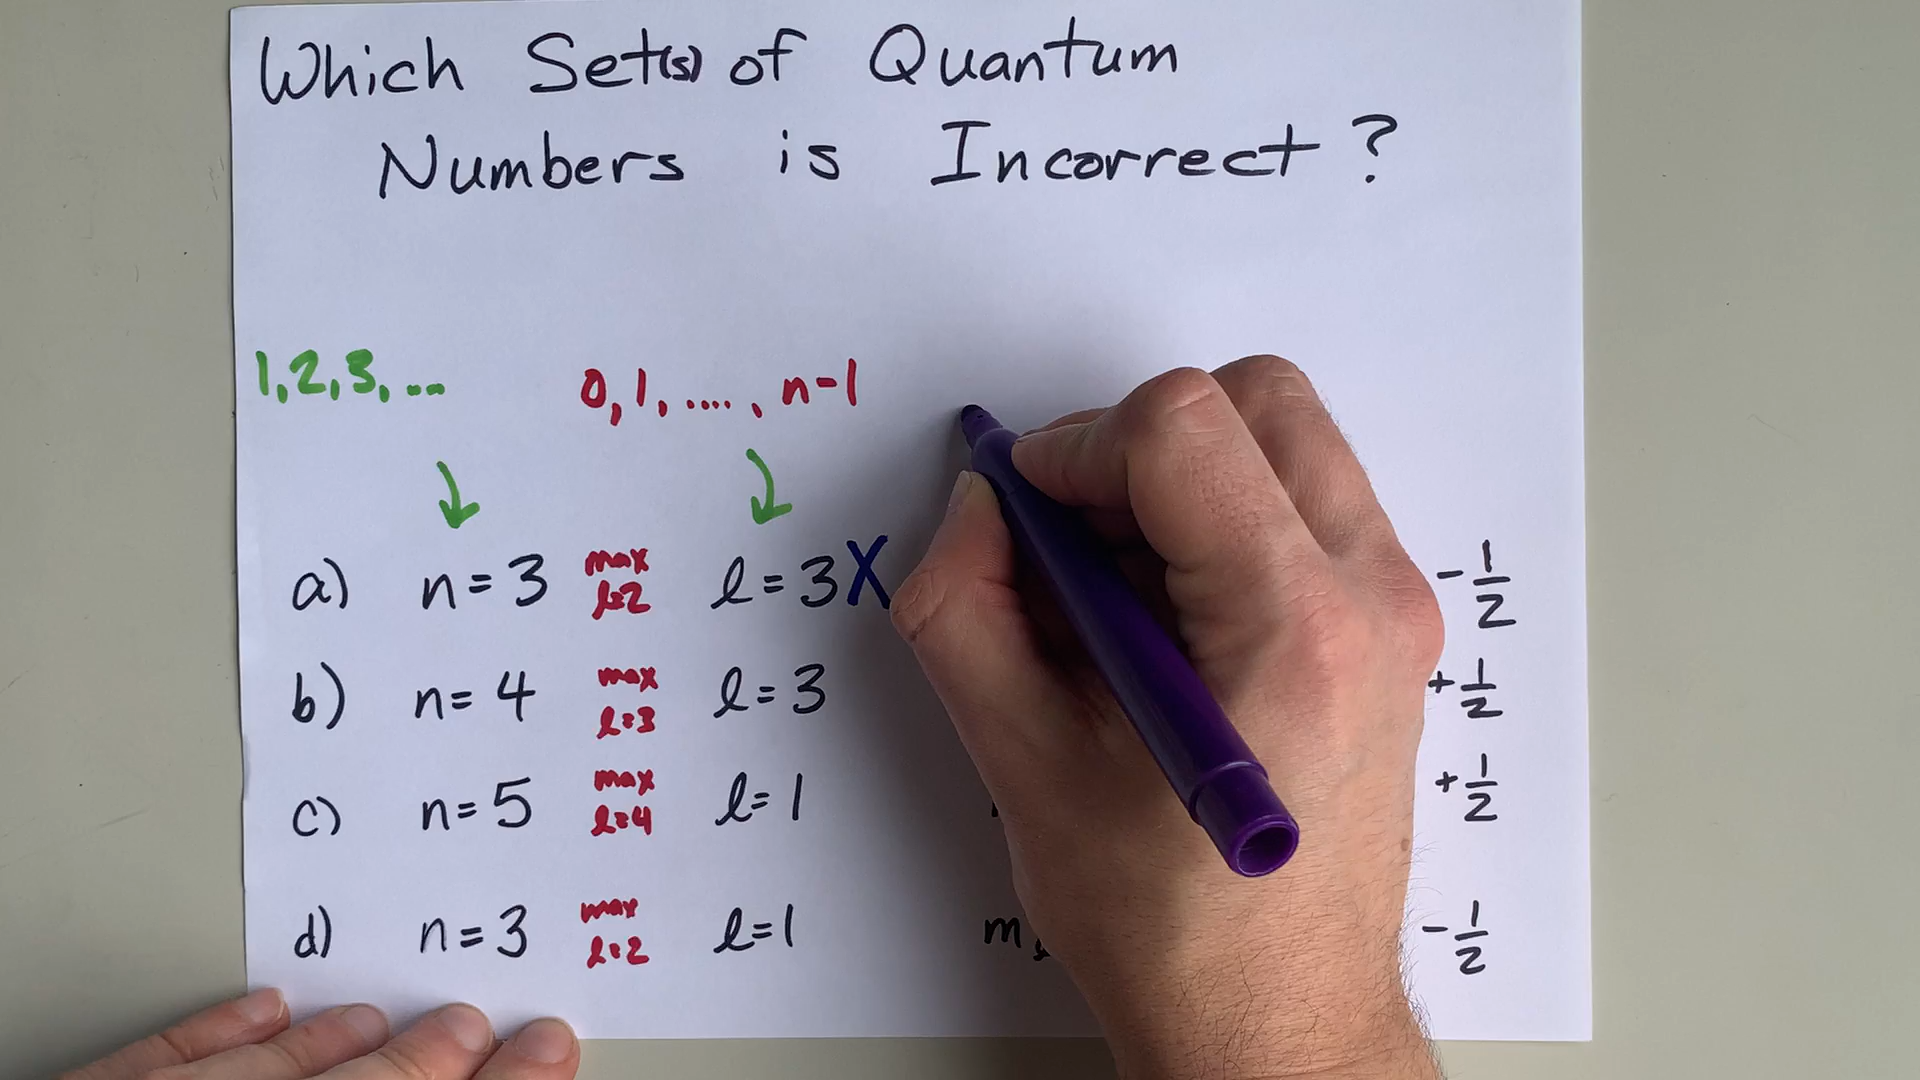 Which Set(s) of Quantum
Numbers is Incorrect?
1,2,3, ... 0, 1, ...., n-1
a) n=3 max l=2 l=3 X -1/2
b) n=4 max l=3 l=3 +1/2
c) n=5 max l=4 l=1 +1/2
d) n=3 max l=2 l=1 m -1/2